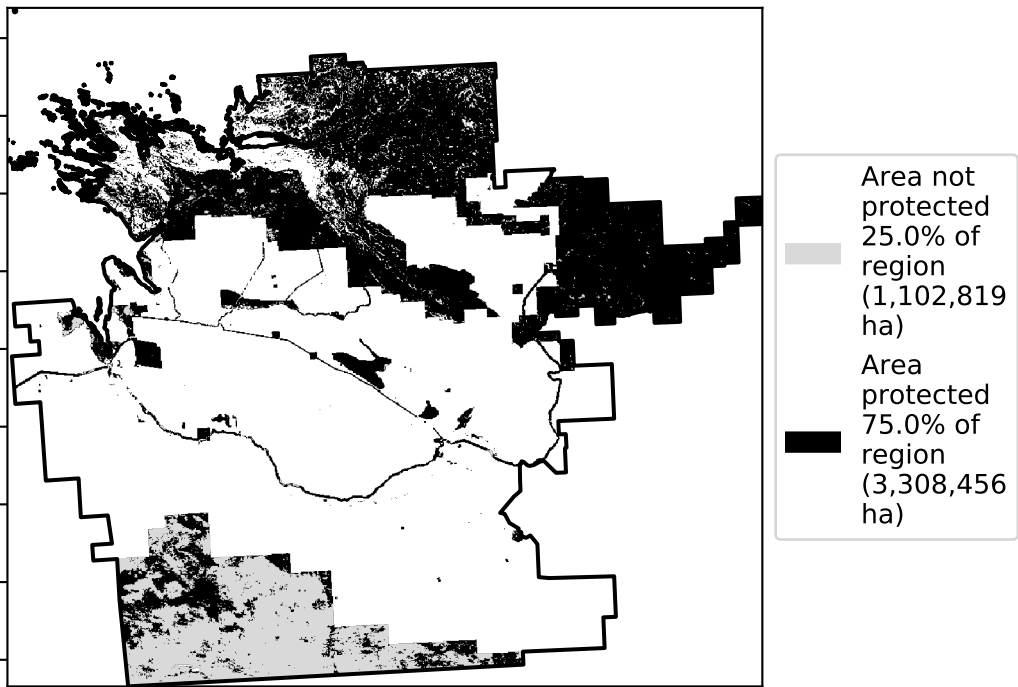 Area not
protected
25.0% of
region
(1,102,819
ha)
Area
protected
75.0% of
region
(3,308,456
ha)